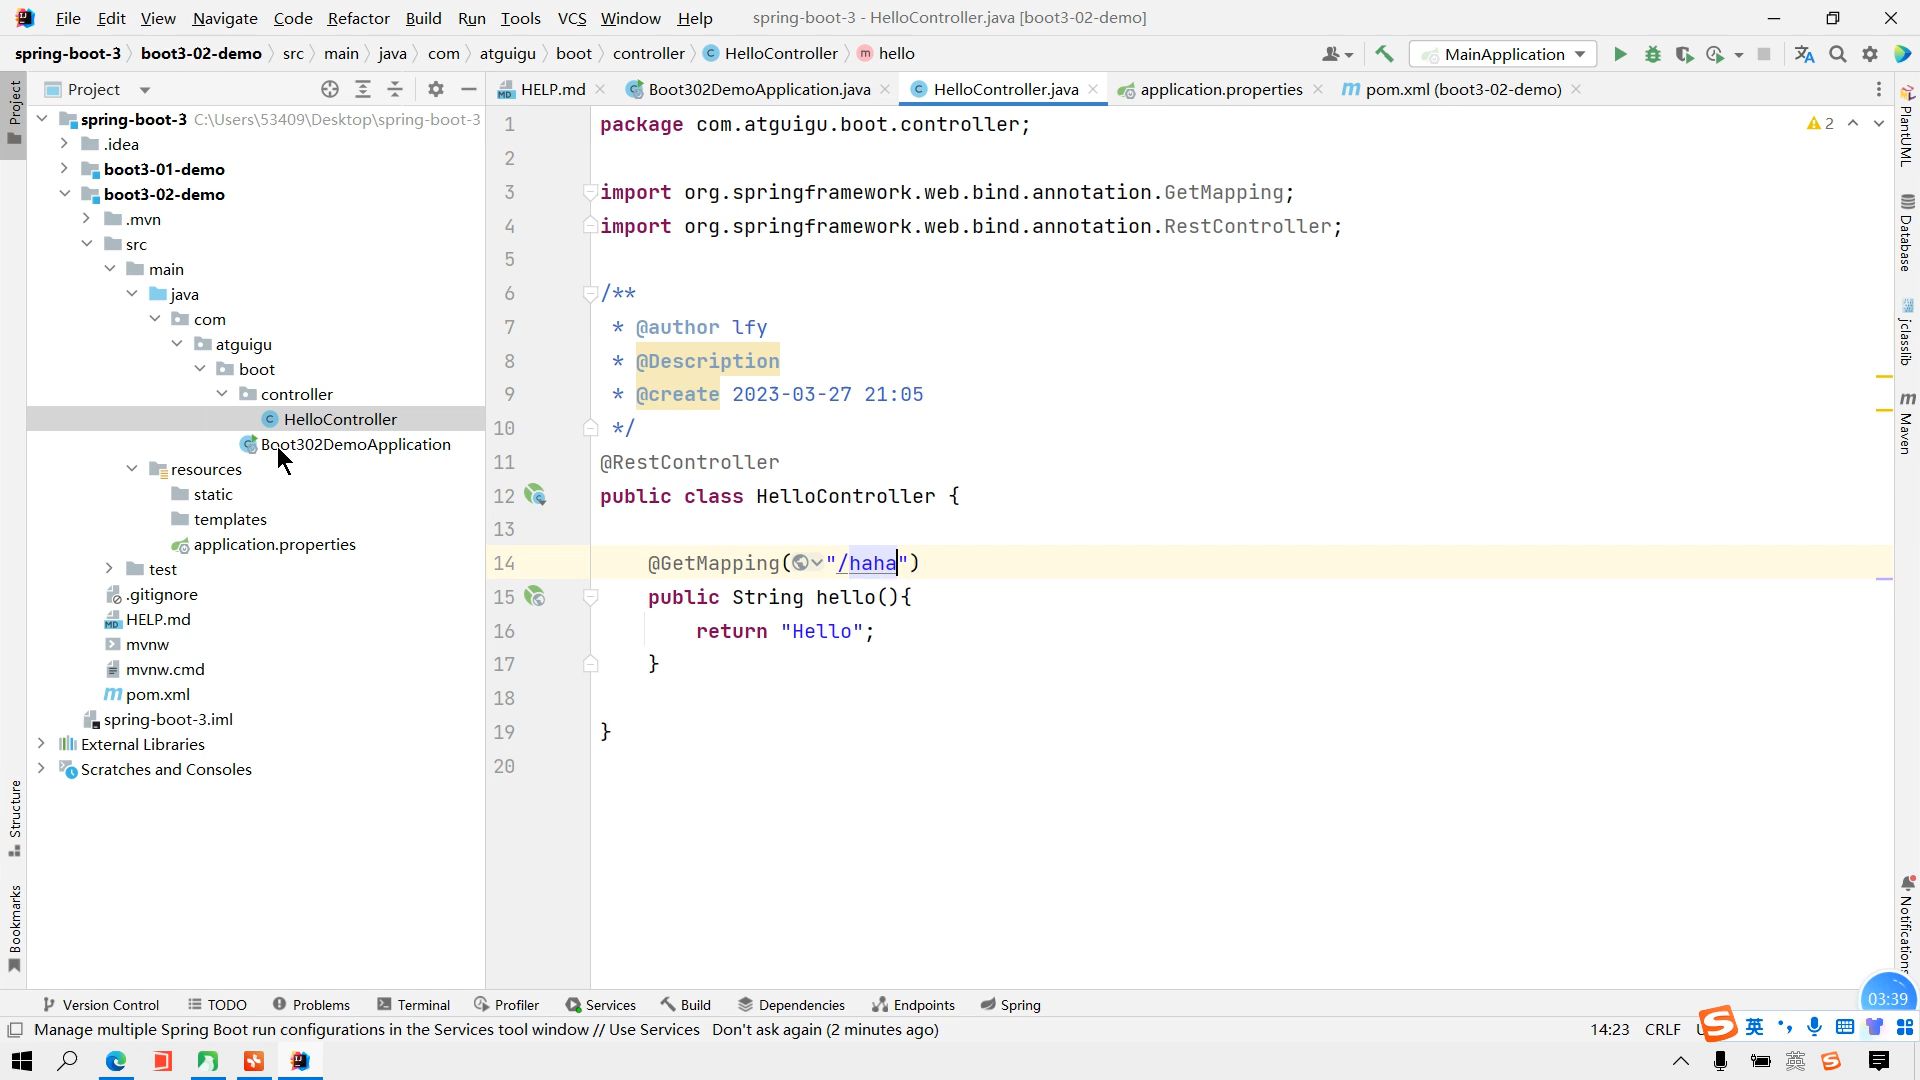 File Edit View Navigate Code Refactor Build Run Tools VCS Window Help spring-boot-3 - HelloController.java [boot3-02-demo]
spring-boot-3 boot3-02-demo src main java com atguigu boot controller HelloController hello MainApplication
Project
HELP.md Boot302DemoApplication.java HelloController.java application.properties pom.xml (boot3-02-demo)
Project
spring-boot-3 C:\Users\53409\Desktop\spring-boot-3
.idea
boot3-01-demo
boot3-02-demo
.mvn
src
main
java
com
atguigu
boot
controller
HelloController
Boot302DemoApplication
resources
static
templates
application.properties
test
.gitignore
HELP.md
mvnw
mvnw.cmd
pom.xml
spring-boot-3.iml
External Libraries
Scratches and Consoles
Structure
Bookmarks
1 package com.atguigu.boot.controller;
2
3 import org.springframework.web.bind.annotation.GetMapping;
4 import org.springframework.web.bind.annotation.RestController;
5
6 /**
7 * @author lfy
8 * @Description
9 * @create 2023-03-27 21:05
10 */
11 @RestController
12 public class HelloController {
13
14 @GetMapping("/haha")
15 public String hello(){
16 return "Hello";
17 }
18
19 }
20
2
PlantUML
Database
jclasslib
Maven
Notifications
03:39
Version Control TODO Problems Terminal Profiler Services Build Dependencies Endpoints Spring
Manage multiple Spring Boot run configurations in the Services tool window // Use Services Don't ask again (2 minutes ago) 14:23 CRLF
英
英